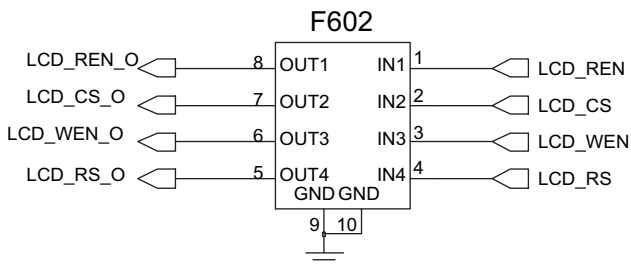 F602
LCD_REN_O 8 OUT1 IN1 1 LCD_REN
LCD_CS_O 7 OUT2 IN2 2 LCD_CS
LCD_WEN_O 6 OUT3 IN3 3 LCD_WEN
LCD_RS_O 5 OUT4 IN4 4 LCD_RS
GND GND
9 10